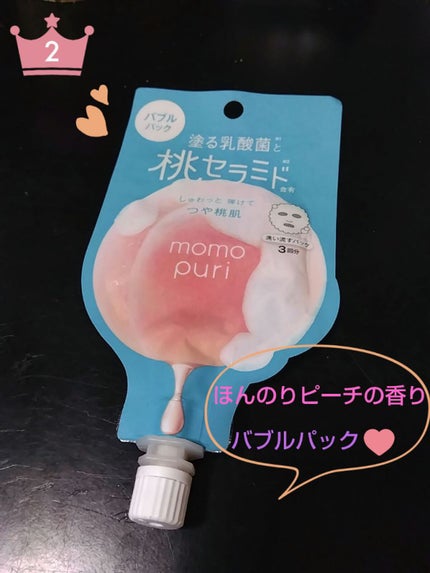 2
バブル
パック
塗る乳酸菌※1と
桃セラミド※2
含有
しゅわっと 弾けて
つや桃肌
momo
puri
洗い流すパック
3回分
ほんのりピーチの香り
バブルパック